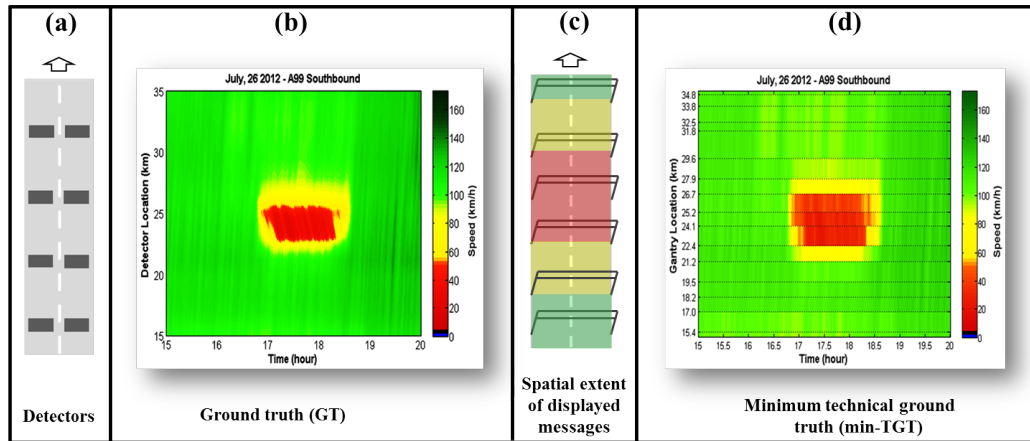 (a)
(b)
(c)
(d)
July, 26 2012 - A99 Southbound
35
30
25
20
15
Detector Location (km)
15
16
17
18
19
20
Time (hour)
160
140
120
100
80
60
40
20
0
Speed (km/h)
July, 26 2012 - A99 Southbound
34.8
33.8
32.5
31.8
29.6
27.9
26.7
25.2
24.1
22.4
21.2
19.5
18.2
17.0
15.4
Gantry Location (km)
15
15.5
16
16.5
17
17.5
18
18.5
19
19.5
20
Time (hour)
160
140
120
100
80
60
40
20
0
Speed (km/h)
Detectors
Ground truth (GT)
Spatial extent
of displayed
messages
Minimum technical ground
truth (min-TGT)